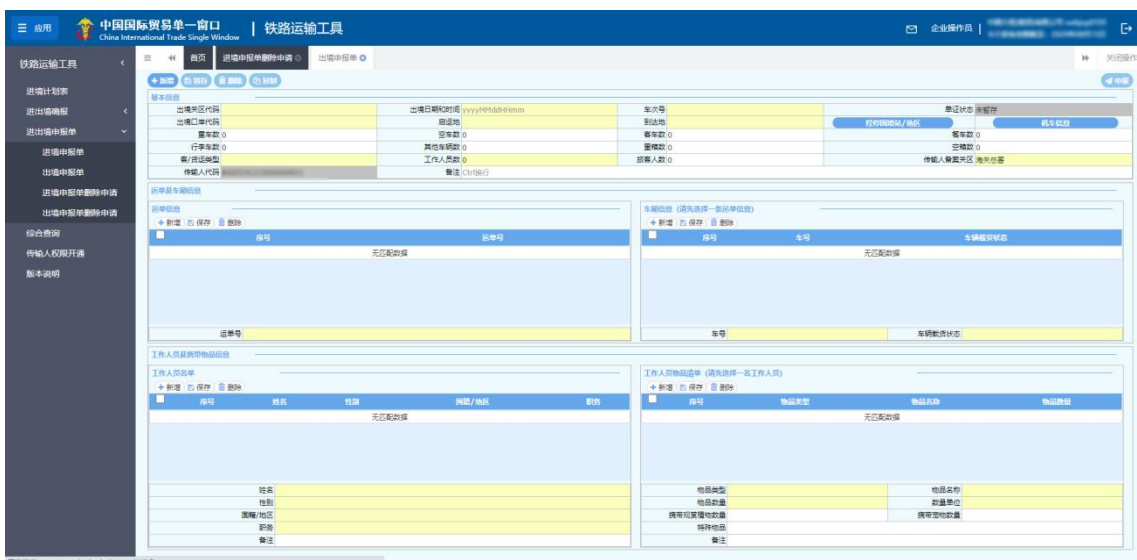 应用
中国国际贸易单一窗口
China International Trade Single Window
铁路运输工具
企业操作员
铁路运输工具
首页
进境申报单删除申请
出境申报单
关闭操作
进境计划表
进出境确报
进出境申报单
进境申报单
出境申报单
进境申报单删除申请
出境申报单删除申请
综合查询
传输人权限开通
版本说明
新增 暂存 删除 复制 申报
基本信息
出境关区代码 出境日期和时间 yyyyMMddHHmm 车次号 单证状态 未暂存
出境口岸代码 启运地 到达地 经停国境站/地区 机车信息
重车数 0 空车数 0 客车数 0 餐车数 0
行李车数 0 其他车辆数 0 重箱数 0 空箱数 0
客/货运类型 工作人员数 0 旅客人数 0 传输人备案关区 海关总署
传输人代码 备注 Ctrl换行
运单及车厢信息
运单信息
新增 保存 删除
序号 运单号
无匹配数据
运单号
车厢信息 (请先选择一条运单信息)
新增 保存 删除
序号 车号 车辆载货状态
无匹配数据
车号 车辆载货状态
工作人员及携带物品信息
工作人员名单
新增 保存 删除
序号 姓名 性别 国籍/地区 职务
无匹配数据
姓名
性别
国籍/地区
职务
备注
工作人员物品清单 (请先选择一名工作人员)
新增 保存 删除
序号 物品类型 物品名称 物品数量
无匹配数据
物品类型 物品名称
物品数量 数量单位
携带观赏植物数量 携带宠物数量
特殊物品
备注